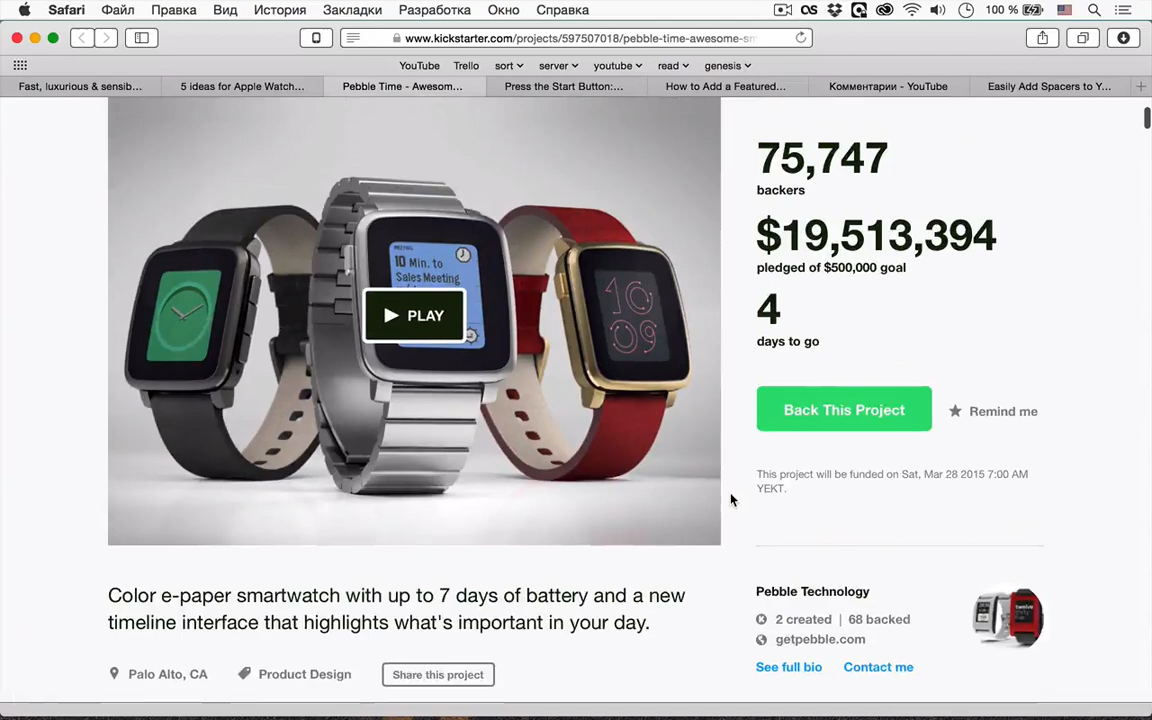 Safari Файл Правка Вид История Закладки Разработка Окно Справка 100 %
www.kickstarter.com/projects/597507018/pebble-time-awesome-sm
YouTube Trello sort server youtube read genesis
Fast, luxurious & sensib... 5 ideas for Apple Watch... Pebble Time - Awesom... Press the Start Button:... How to Add a Featured... Комментарии - YouTube Easily Add Spacers to Y...
75,747
backers
$19,513,394
pledged of $500,000 goal
4
days to go
10 Min. to
Sales Meeting
PLAY
10
09
Back This Project Remind me
This project will be funded on Sat, Mar 28 2015 7:00 AM
YEKT.
Color e-paper smartwatch with up to 7 days of battery and a new
timeline interface that highlights what's important in your day.
Palo Alto, CA Product Design Share this project
Pebble Technology
2 created | 68 backed
getpebble.com
See full bio Contact me
twelve